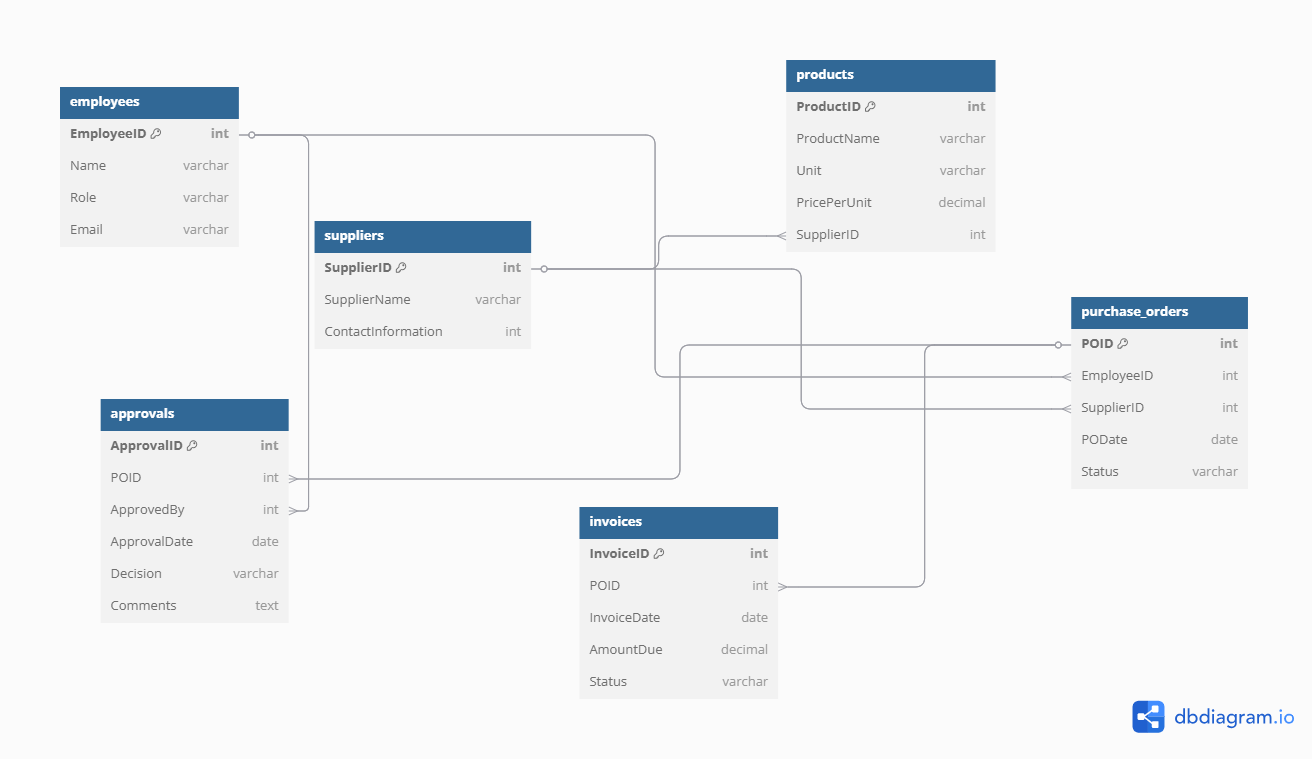 employees
EmployeeID int
Name varchar
Role varchar
Email varchar
suppliers
SupplierID int
SupplierName varchar
ContactInformation int
products
ProductID int
ProductName varchar
Unit varchar
PricePerUnit decimal
SupplierID int
purchase_orders
POID int
EmployeeID int
SupplierID int
PODate date
Status varchar
approvals
ApprovalID int
POID int
ApprovedBy int
ApprovalDate date
Decision varchar
Comments text
invoices
InvoiceID int
POID int
InvoiceDate date
AmountDue decimal
Status varchar
dbdiagram.io